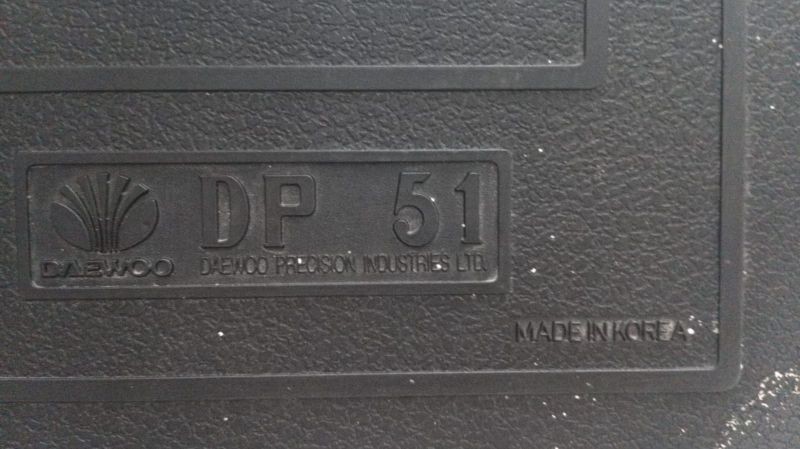 DP 51
DAEWOO
DAEWOO PRECISION INDUSTRIES LTD.
MADE IN KOREA